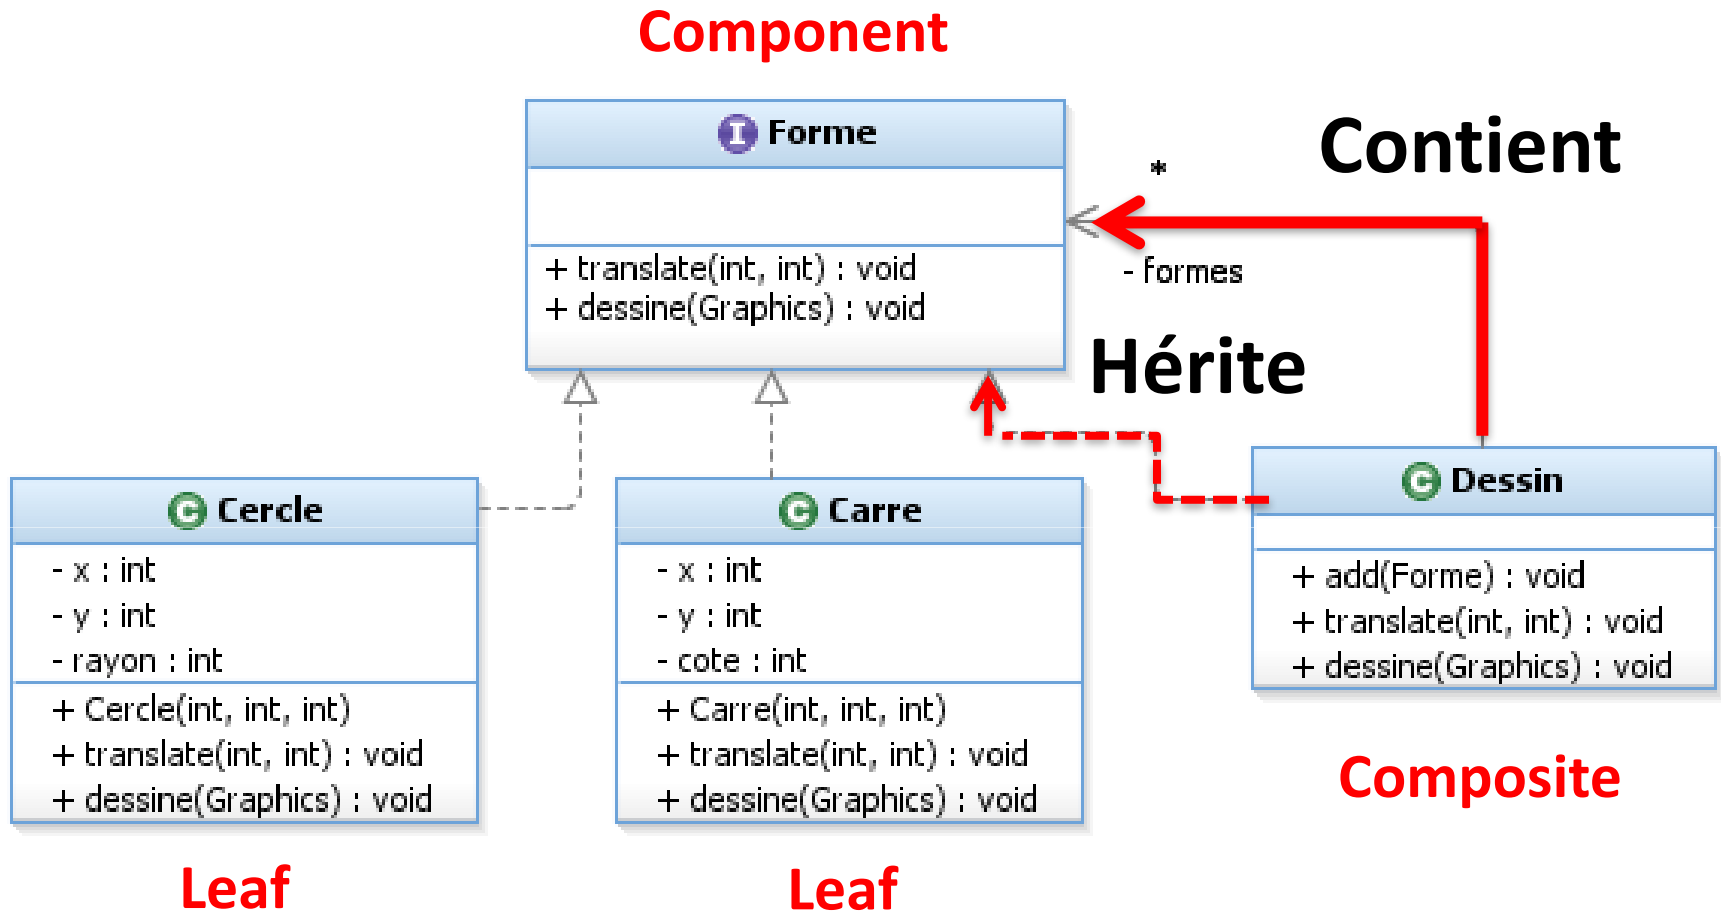 Component
I Forme
+ translate(int, int) : void
+ dessine(Graphics) : void
*
Contient
- formes
Hérite
C Cercle
- x : int
- y : int
- rayon : int
+ Cercle(int, int, int)
+ translate(int, int) : void
+ dessine(Graphics) : void
Leaf
C Carre
- x : int
- y : int
- cote : int
+ Carre(int, int, int)
+ translate(int, int) : void
+ dessine(Graphics) : void
Leaf
C Dessin
+ add(Forme) : void
+ translate(int, int) : void
+ dessine(Graphics) : void
Composite